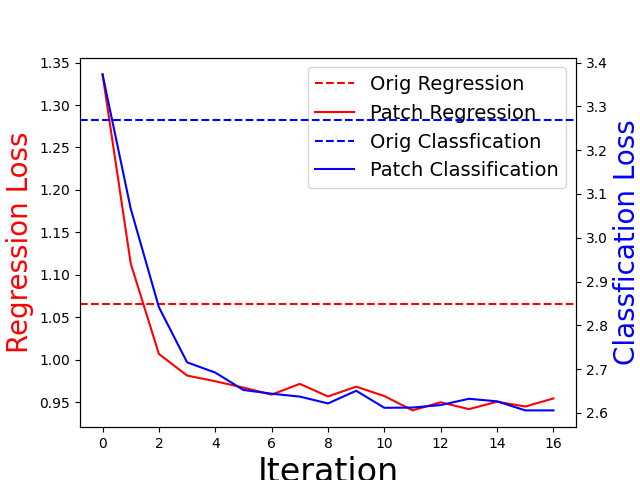 Orig Regression
Patch Regression
Orig Classfication
Patch Classification
Regression Loss
1.35
1.30
1.25
1.20
1.15
1.10
1.05
1.00
0.95
Classfication Loss
3.4
3.3
3.2
3.1
3.0
2.9
2.8
2.7
2.6
0 2 4 6 8 10 12 14 16
Iteration